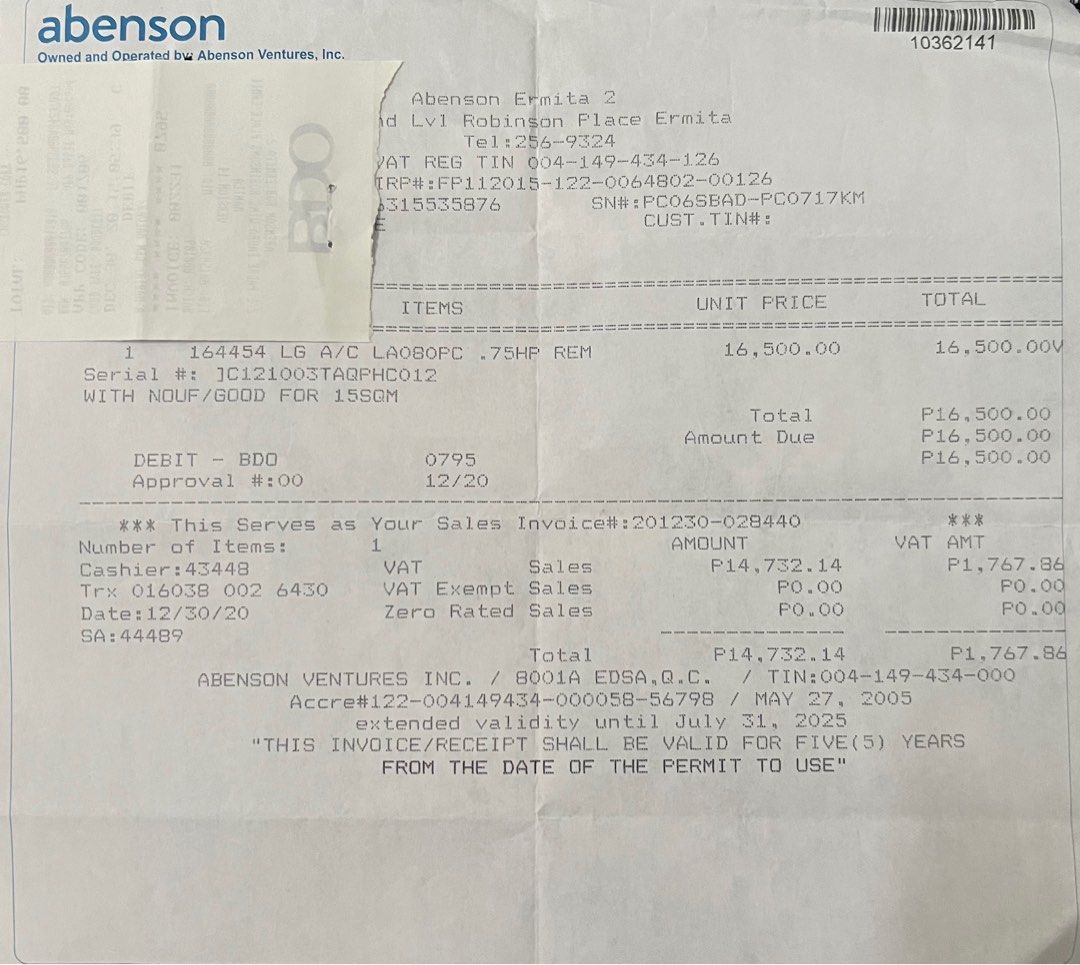 abenson
Owned and Operated by Abenson Ventures, Inc.
10362141
BDO
Abenson Ermita 2
nd Lvl Robinson Place Ermita
Tel:256-9324
VAT REG TIN 004-149-434-126
IRP#:FP112015-122-0064802-00126
6315535876 SN#:PC06SBAD-PC0717KM
E CUST.TIN#:
ITEMS UNIT PRICE TOTAL
1 164454 LG A/C LA080PC .75HP REM 16,500.00 16,500.00V
Serial #: ]C121003TAQPHC012
WITH NOUF/GOOD FOR 15SQM
Total P16,500.00
Amount Due P16,500.00
DEBIT - BDO 0795 P16,500.00
Approval #:00 12/20
*** This Serves as Your Sales Invoice#:201230-028440 ***
Number of Items: 1 AMOUNT VAT AMT
Cashier:43448 VAT Sales P14,732.14 P1,767.86
Trx 016038 002 6430 VAT Exempt Sales P0.00 P0.00
Date:12/30/20 Zero Rated Sales P0.00 P0.00
SA:44489
Total P14,732.14 P1,767.86
ABENSON VENTURES INC. / 8001A EDSA,Q.C. / TIN:004-149-434-000
Accre#122-004149434-000058-56798 / MAY 27, 2005
extended validity until July 31, 2025
"THIS INVOICE/RECEIPT SHALL BE VALID FOR FIVE(5) YEARS
FROM THE DATE OF THE PERMIT TO USE"